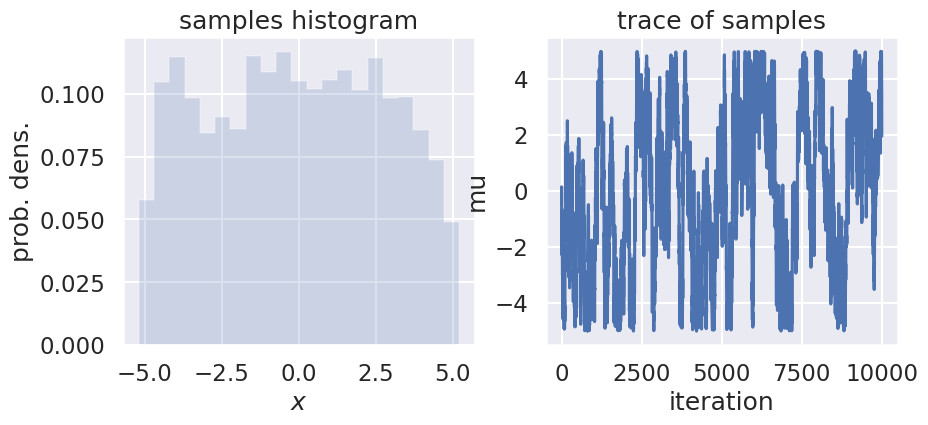 samples histogram
prob. dens.
0.100
0.075
0.050
0.025
0.000
−5.0 −2.5 0.0 2.5 5.0
x
trace of samples
mu
4
2
0
−2
−4
0 2500 5000 7500 10000
iteration